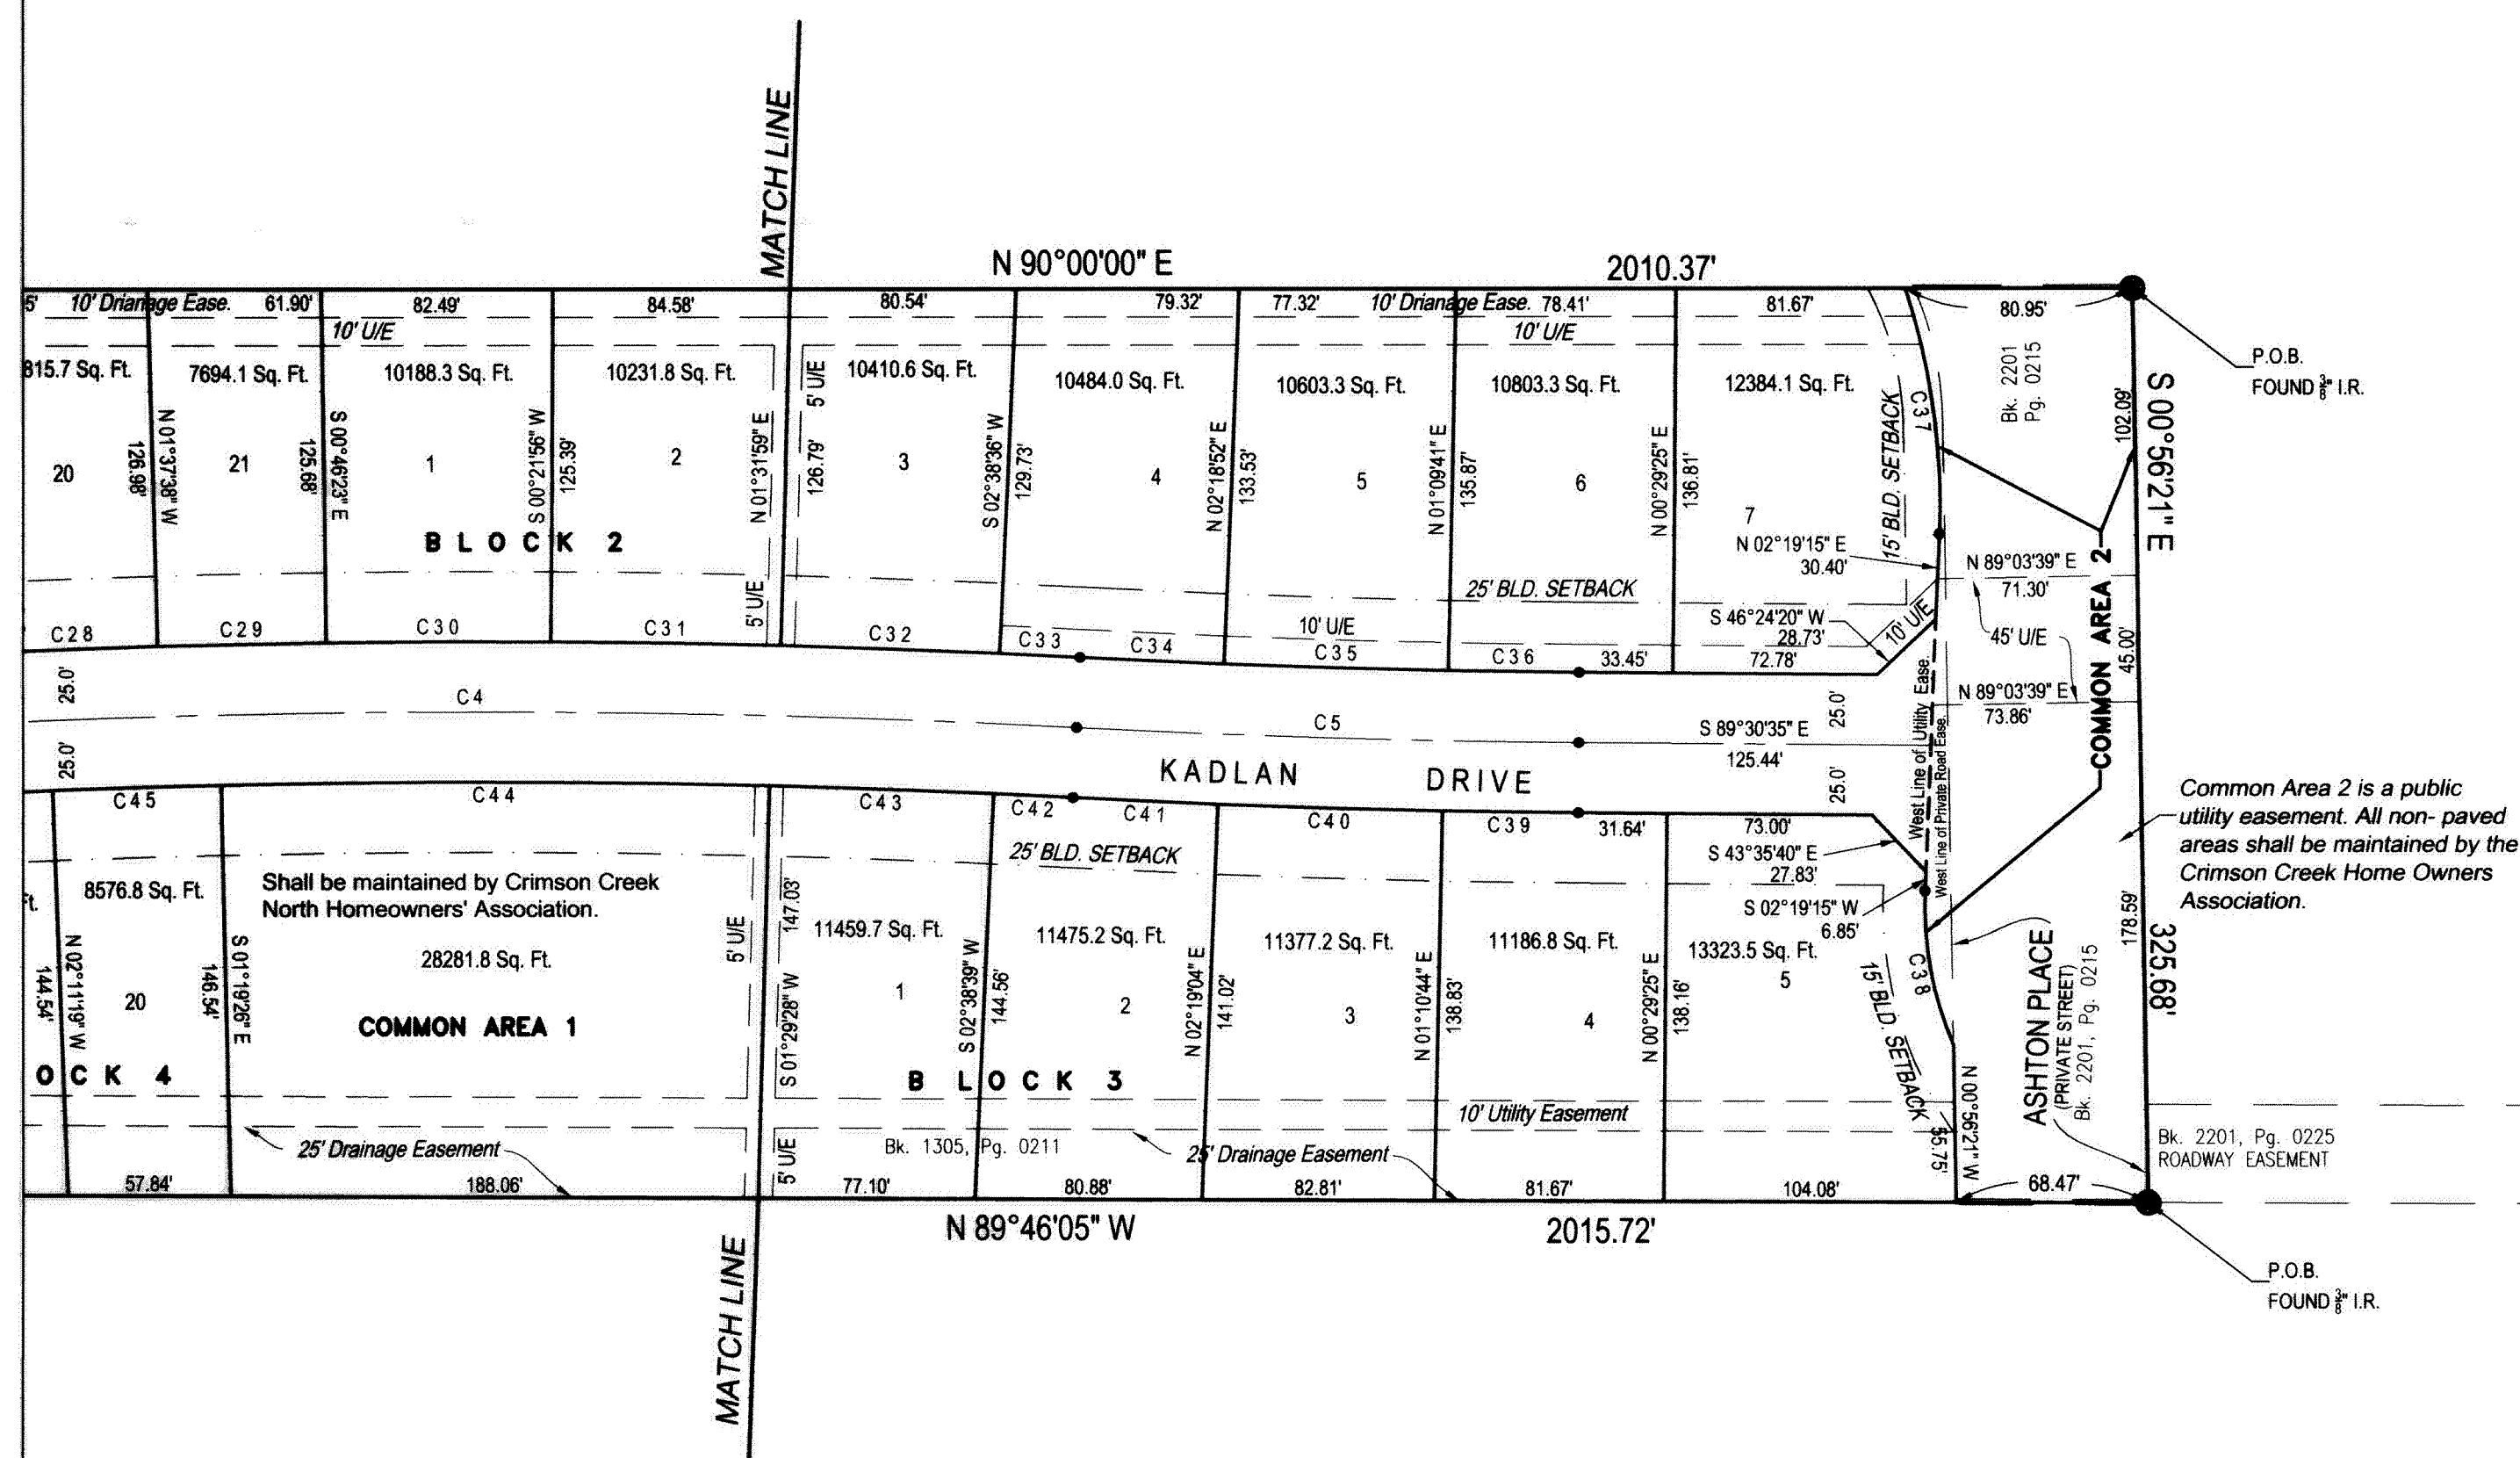 MATCH LINE
N 90°00'00" E
2010.37'
5'
10' Drianage Ease.
61.90'
82.49'
84.58'
80.54'
79.32'
77.32'
10' Drianage Ease.
78.41'
81.67'
80.95'
10' U/E
10' U/E
P.O.B.
FOUND 3/8" I.R.
815.7 Sq. Ft.
7694.1 Sq. Ft.
10188.3 Sq. Ft.
10231.8 Sq. Ft.
5' U/E
10410.6 Sq. Ft.
10484.0 Sq. Ft.
10603.3 Sq. Ft.
10803.3 Sq. Ft.
12384.1 Sq. Ft.
Bk. 2201
Pg. 0215
C37
15' BLD. SETBACK
102.09'
S 00°56'21" E
20
126.98'
N 01°37'38" W
21
125.68'
S 00°46'23" E
1
S 00°21'56" W
125.39'
2
N 01°31'59" E
126.79'
3
S 02°38'36" W
129.73'
4
N 02°18'52" E
133.53'
5
N 01°09'41" E
135.87'
6
N 00°29'25" E
136.81'
7
BLOCK 2
N 02°19'15" E
30.40'
N 89°03'39" E
71.30'
25' BLD. SETBACK
S 46°24'20" W
28.73'
10' U/E
45' U/E
45.00'
COMMON AREA 2
5' U/E
10' U/E
C28
C29
C30
C31
C32
C33
C34
C35
C36
33.45'
72.78'
N 89°03'39" E
73.86'
25.0'
C4
C5
S 89°30'35" E
125.44'
25.0'
West Line of Utility Ease.
West Line of Private Road Ease.
25.0'
KADLAN DRIVE
25.0'
C45
C44
C43
C42
C41
C40
C39
31.64'
73.00'
Common Area 2 is a public
utility easement. All non- paved
areas shall be maintained by the
Crimson Creek Home Owners
Association.
25' BLD. SETBACK
S 43°35'40" E
27.83'
S 02°19'15" W
6.85'
Ft.
8576.8 Sq. Ft.
Shall be maintained by Crimson Creek
North Homeowners' Association.
28281.8 Sq. Ft.
5' U/E
147.03'
S 01°29'28" W
11459.7 Sq. Ft.
11475.2 Sq. Ft.
11377.2 Sq. Ft.
11186.8 Sq. Ft.
13323.5 Sq. Ft.
5
C38
15' BLD. SETBACK
178.59'
325.68'
144.54'
N 02°11'19" W
20
146.54'
S 01°19'26" E
COMMON AREA 1
1
S 02°38'39" W
144.56'
2
N 02°19'04" E
141.02'
3
N 01°10'44" E
138.83'
4
N 00°29'25" E
138.16'
ASHTON PLACE
(PRIVATE STREET)
Bk. 2201, Pg. 0215
OCK 4
BLOCK 3
10' Utility Easement
N 00°56'21" W
55.75'
Bk. 2201, Pg. 0225
ROADWAY EASEMENT
25' Drainage Easement
5' U/E
Bk. 1305, Pg. 0211
25' Drainage Easement
57.84'
188.06'
77.10'
80.88'
82.81'
81.67'
104.08'
68.47'
N 89°46'05" W
2015.72'
MATCH LINE
P.O.B.
FOUND 3/8" I.R.